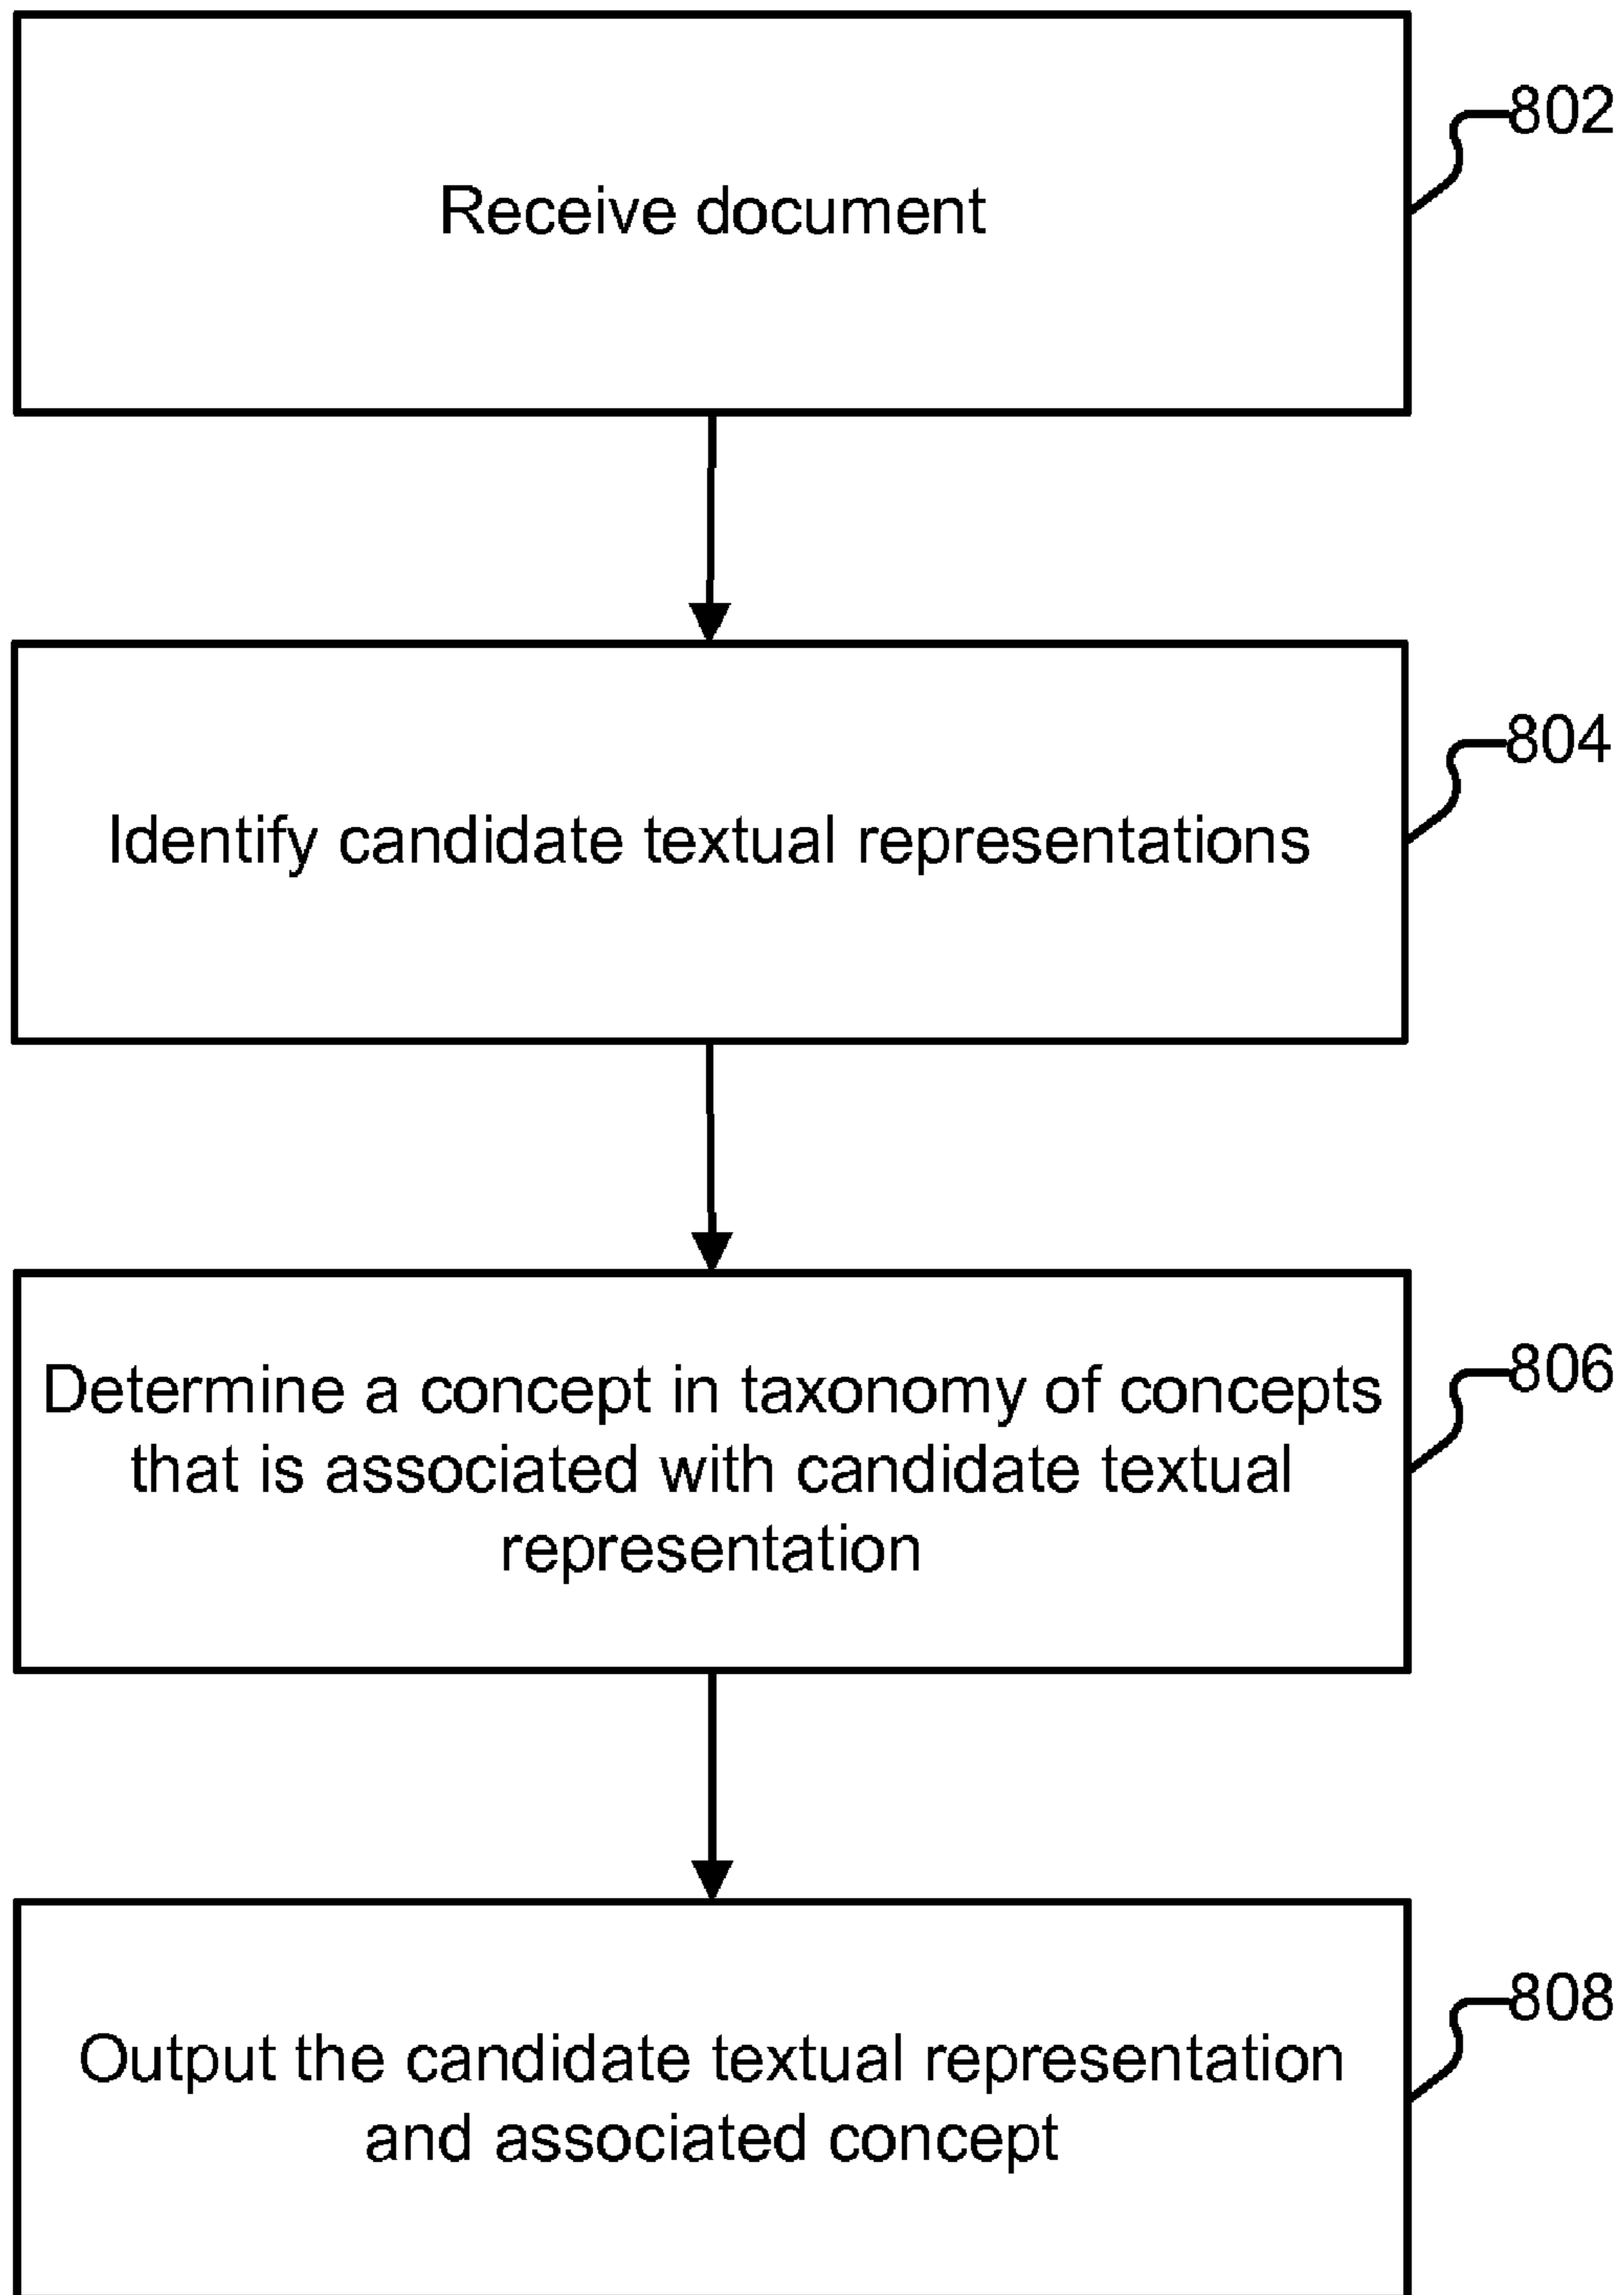 Receive document
802
Identify candidate textual representations
804
Determine a concept in taxonomy of concepts
that is associated with candidate textual
representation
806
Output the candidate textual representation
and associated concept
808